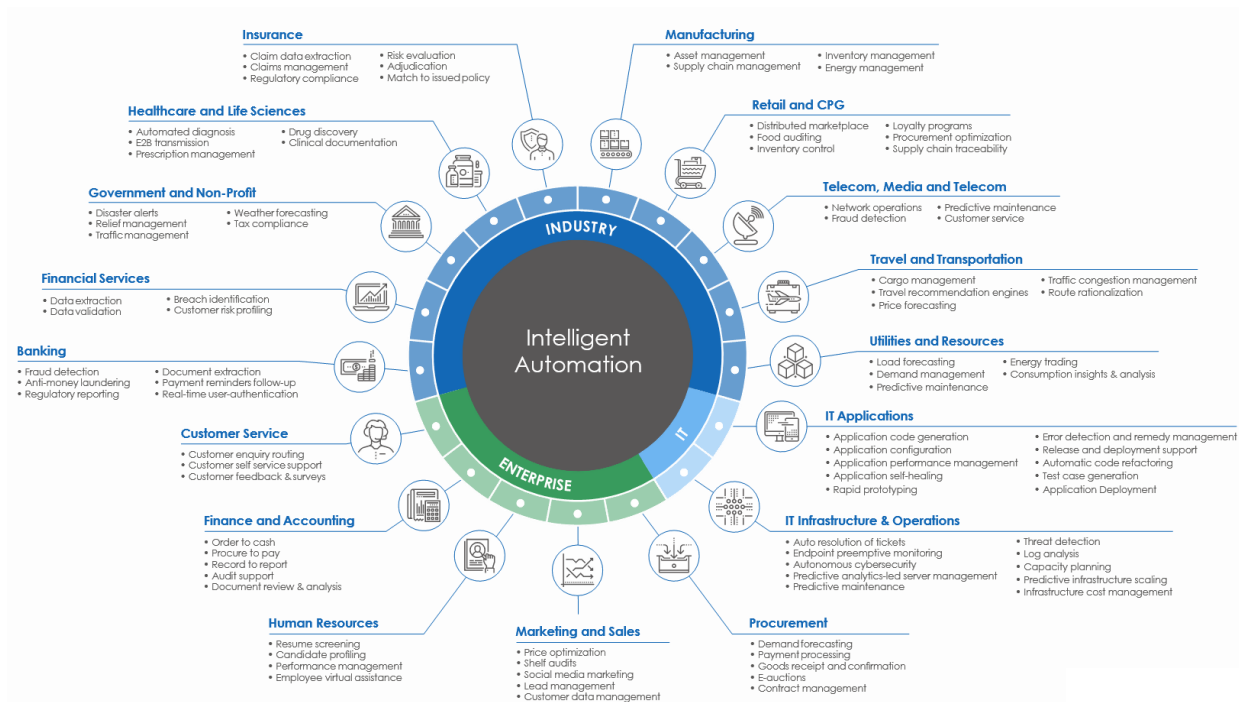 Insurance
• Claim data extraction
• Claims management
• Regulatory compliance
• Risk evaluation
• Adjudication
• Match to issued policy
Manufacturing
• Asset management
• Supply chain management
• Inventory management
• Energy management
Healthcare and Life Sciences
• Automated diagnosis
• E2B transmission
• Prescription management
• Drug discovery
• Clinical documentation
Retail and CPG
• Distributed marketplace
• Food auditing
• Inventory control
• Loyalty programs
• Procurement optimization
• Supply chain traceability
Government and Non-Profit
• Disaster alerts
• Relief management
• Traffic management
• Weather forecasting
• Tax compliance
Telecom, Media and Telecom
• Network operations
• Fraud detection
• Predictive maintenance
• Customer service
Financial Services
• Data extraction
• Data validation
• Breach identification
• Customer risk profiling
Travel and Transportation
• Cargo management
• Travel recommendation engines
• Price forecasting
• Traffic congestion management
• Route rationalization
Banking
• Fraud detection
• Anti-money laundering
• Regulatory reporting
• Document extraction
• Payment reminders follow-up
• Real-time user-authentication
Utilities and Resources
• Load forecasting
• Demand management
• Predictive maintenance
• Energy trading
• Consumption insights & analysis
INDUSTRY
Intelligent
Automation
IT
ENTERPRISE
Customer Service
• Customer enquiry routing
• Customer self service support
• Customer feedback & surveys
IT Applications
• Application code generation
• Application configuration
• Application performance management
• Application self-healing
• Rapid prototyping
• Error detection and remedy management
• Release and deployment support
• Automatic code refactoring
• Test case generation
• Application Deployment
Finance and Accounting
• Order to cash
• Procure to pay
• Record to report
• Audit support
• Document review & analysis
IT Infrastructure & Operations
• Auto resolution of tickets
• Endpoint preemptive monitoring
• Autonomous cybersecurity
• Predictive analytics-led server management
• Predictive maintenance
• Threat detection
• Log analysis
• Capacity planning
• Predictive infrastructure scaling
• Infrastructure cost management
Human Resources
• Resume screening
• Candidate profiling
• Performance management
• Employee virtual assistance
Marketing and Sales
• Price optimization
• Shelf audits
• Social media marketing
• Lead management
• Customer data management
Procurement
• Demand forecasting
• Payment processing
• Goods receipt and confirmation
• E-auctions
• Contract management